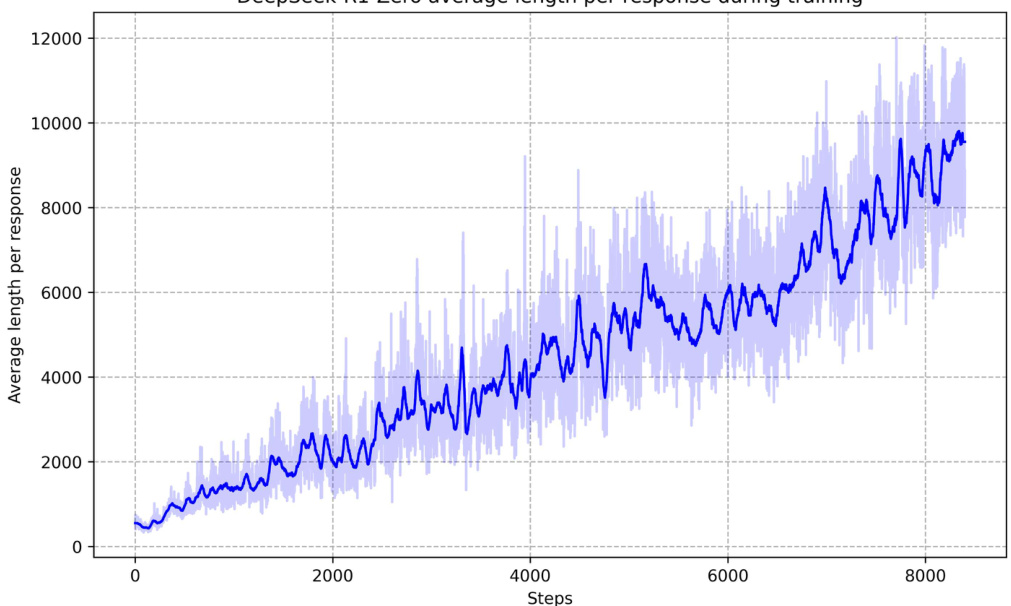 DeepSeek-R1-Zero average length per response during training
12000
10000
8000
6000
4000
2000
0
Average length per response
0 2000 4000 6000 8000
Steps